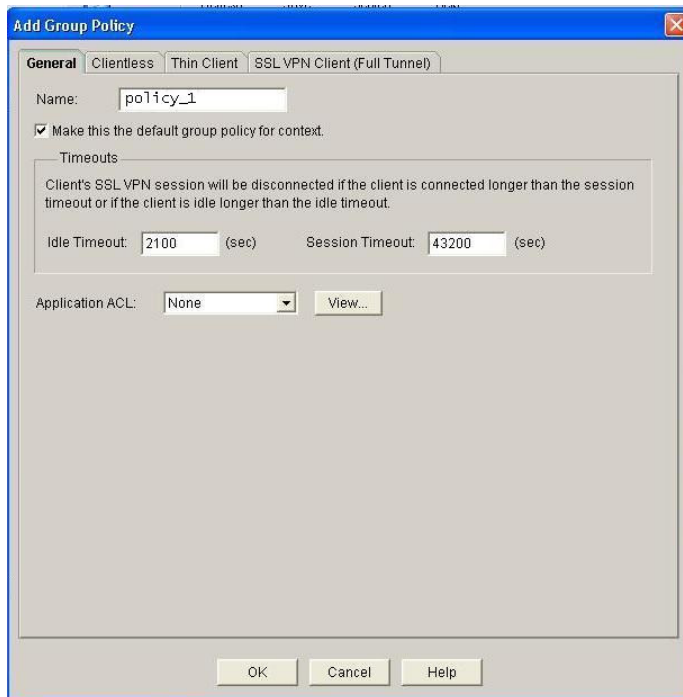 Add Group Policy
General Clientless Thin Client SSL VPN Client (Full Tunnel)
Name: policy_1
Make this the default group policy for context.
Timeouts
Client's SSL VPN session will be disconnected if the client is connected longer than the session
timeout or if the client is idle longer than the idle timeout.
Idle Timeout: 2100 (sec) Session Timeout: 43200 (sec)
Application ACL: None View...
OK Cancel Help